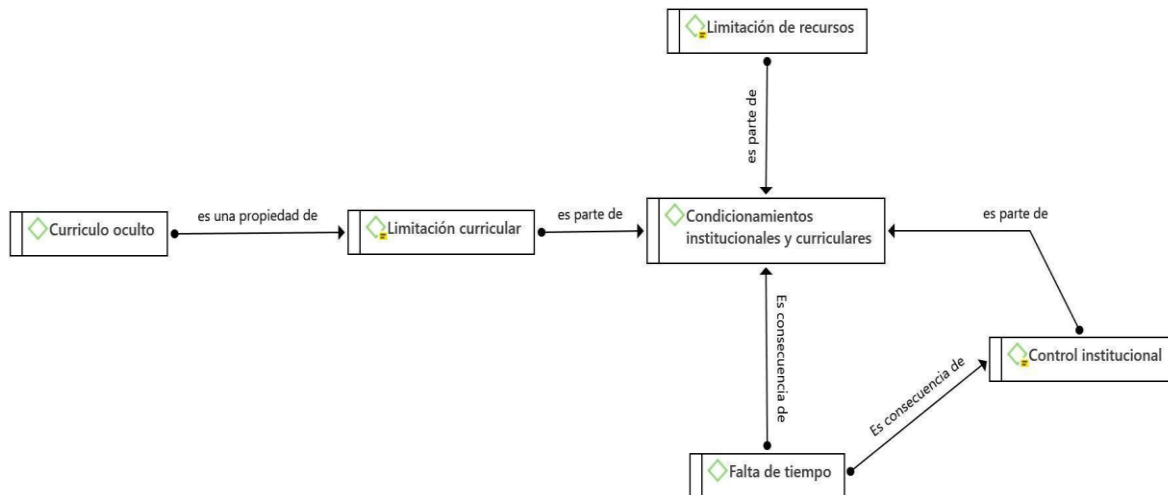 Limitación de recursos
es parte de
es una propiedad de
es parte de
es parte de
Curriculo oculto
Limitación curricular
Condicionamientos
institucionales y curriculares
Es consecuencia de
Control institucional
Es consecuencia de
Falta de tiempo